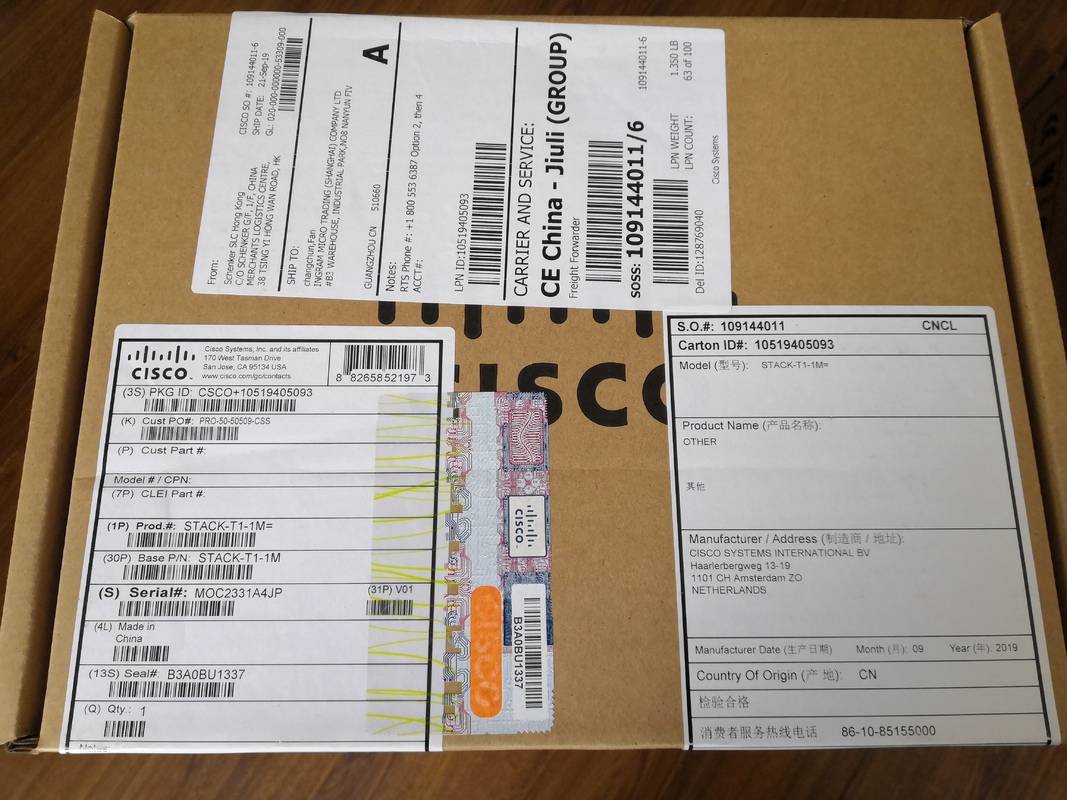 From:
Schenker SLC Hong Kong
C/O SCHENKER G/F, 1/F, CHINA
MERCHANTS LOGISTICS CENTRE,
38 TSING YI HONG WAN ROAD, HK
CISCO SO #: 109144011-6
SHIP DATE: 21-Sep-19
GL: 020-000-000000-53309-000
SHIP TO:
changchun,Fan
INGRAM MICRO TRADING (SHANGHAI) COMPANY LTD
#B3 WAREHOUSE, INDUSTRIAL PARK,NO8 NANYUN FIV
GUANGZHOU CN 510660
A
Notes:
RTS Phone #: +1 800 553 6387 Option 2, then 4
ACCT#:
LPN ID:10519405093
CARRIER AND SERVICE:
CE China - Jiuli (GROUP)
Freight Forwarder
SOSS: 109144011/6
109144011-6
LPN WEIGHT 1.350 LB
LPN COUNT: 63 of 100
Del ID:128769040
Cisco Systems
CISCO
CISCO
Cisco Systems, Inc. and its affiliates
170 West Tasman Drive
San Jose, CA 95134 USA
www.cisco.com/go/contacts
8 82658 52197 3
(3S) PKG ID: CSCO+10519405093
(K) Cust PO#: PRO-50-50509-CSS
(P) Cust Part #:
Model # / CPN:
(7P) CLEI Part #:
(1P) Prod.#: STACK-T1-1M=
(30P) Base P/N: STACK-T1-1M
(S) Serial#: MOC2331A4JP
(31P) V01
(4L) Made in
China
(13S) Seal#: B3A0BU1337
(Q) Qty.: 1
Notes:
CISCO
CISCO
B3A0BU1337
S.O.#: 109144011 CNCL
Carton ID#: 10519405093
Model (型号): STACK-T1-1M=
Product Name (产品名称):
OTHER
其他
Manufacturer / Address (制造商 / 地址):
CISCO SYSTEMS INTERNATIONAL BV
Haarlerbergweg 13-19
1101 CH Amsterdam ZO
NETHERLANDS
Manufacturer Date (生产日期) Month (月): 09 Year (年): 2019
Country Of Origin (产 地): CN
检验合格
消费者服务热线电话 86-10-85155000